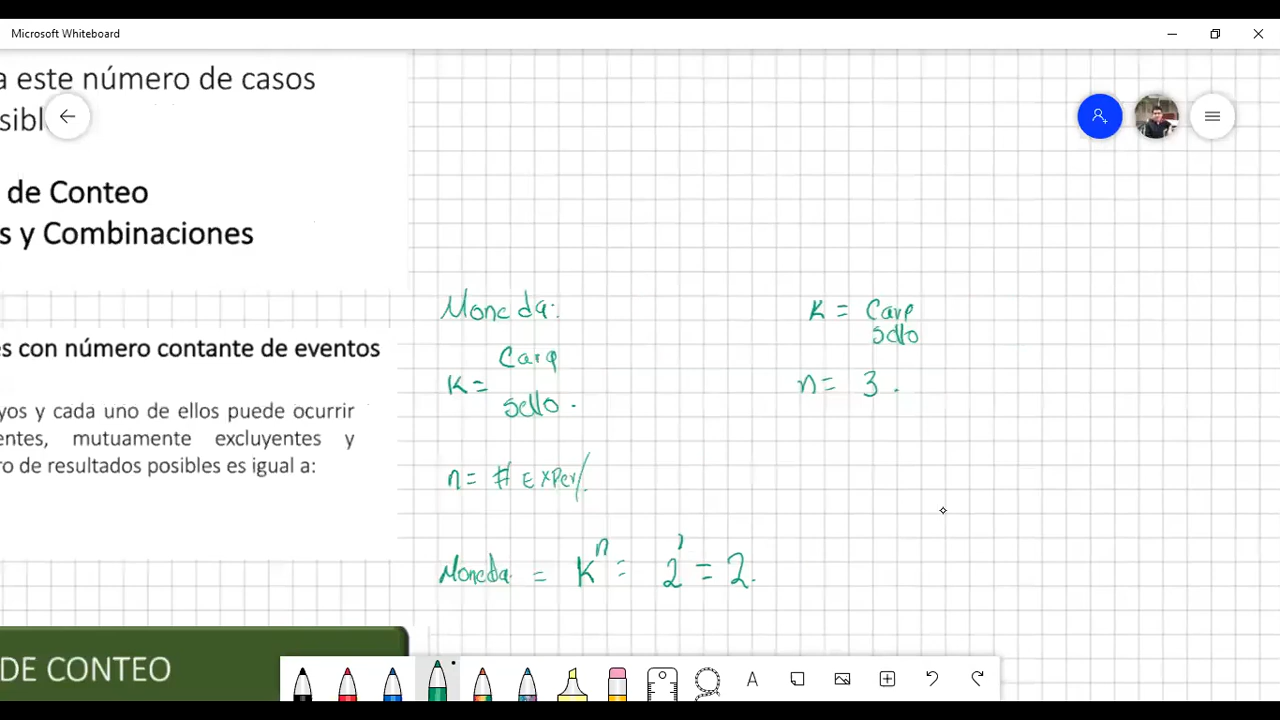 Microsoft Whiteboard
a este número de casos
sibl
de Conteo
s y Combinaciones
es con número contante de eventos
yos y cada uno de ellos puede ocurrir
entes, mutuamente excluyentes y
ro de resultados posibles es igual a:
DE CONTEO
Moneda:
Cara
K =
sello.
n = # Exper/.
Moneda = K^n = 2^1 = 2.
K = Cara
sello
n = 3.
A